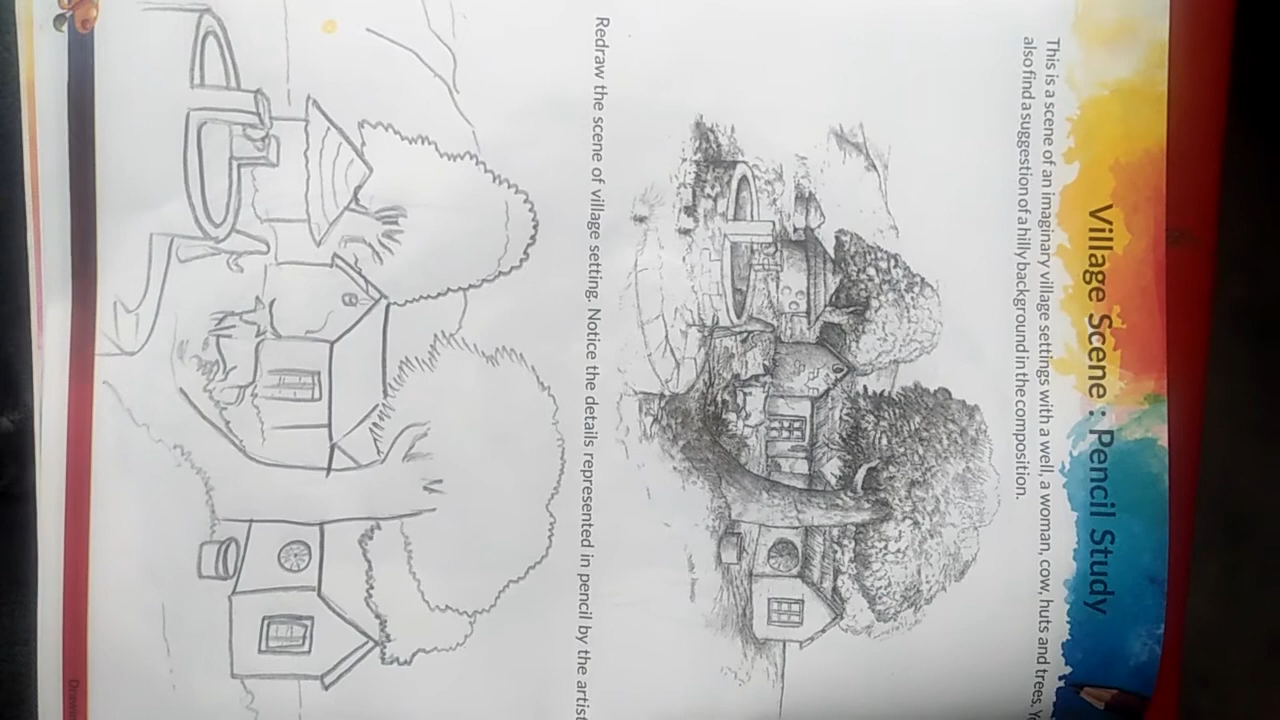 Village Scene : Pencil Study
This is a scene of an imaginary village settings with a well, a woman, cow, huts and trees.
also find a suggestion of a hilly background in the composition.
Redraw the scene of village setting. Notice the details represented in pencil by the artist